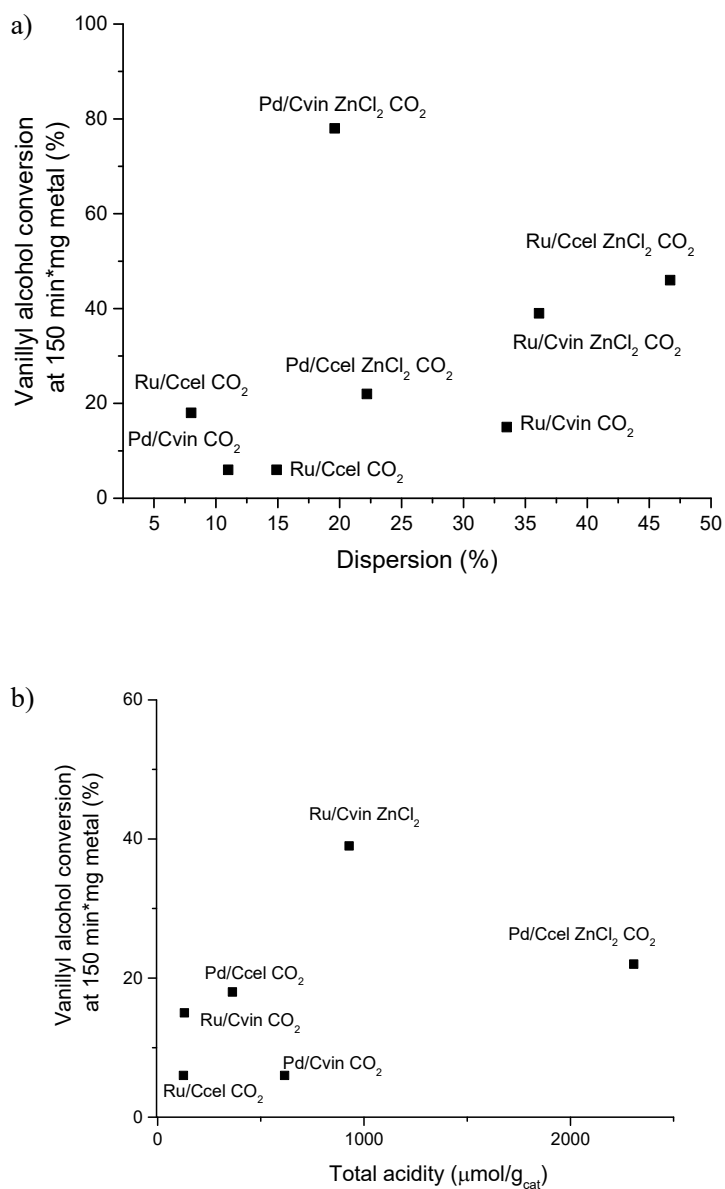 a)
100
80
60
40
20
0
Vanillyl alcohol conversion
at 150 min*mg metal (%)
Pd/Cvin ZnCl₂ CO₂
Ru/Ccel ZnCl₂ CO₂
Ru/Cvin ZnCl₂ CO₂
Pd/Ccel ZnCl₂ CO₂
Ru/Ccel CO₂
Ru/Cvin CO₂
Pd/Cvin CO₂
Ru/Ccel CO₂
5 10 15 20 25 30 35 40 45 50
Dispersion (%)
b)
60
40
20
0
Vanillyl alcohol conversion)
at 150 min*mg metal (%)
Ru/Cvin ZnCl₂
Pd/Ccel ZnCl₂ CO₂
Pd/Ccel CO₂
Ru/Cvin CO₂
Pd/Cvin CO₂
Ru/Ccel CO₂
0 1000 2000
Total acidity (μmol/g_cat)